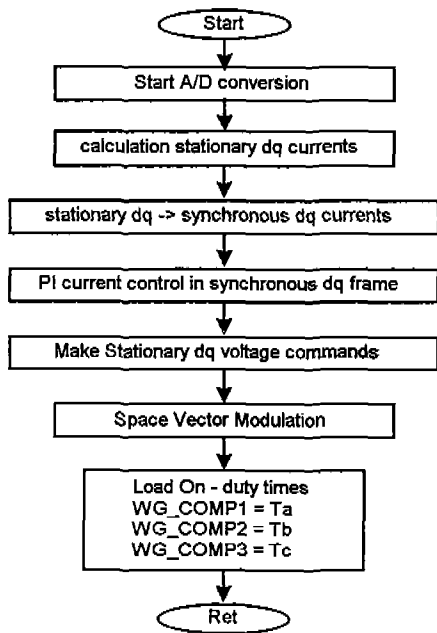 Start
Start A/D conversion
calculation stationary dq currents
stationary dq -> synchronous dq currents
PI current control in synchronous dq frame
Make Stationary dq voltage commands
Space Vector Modulation
Load On - duty times
WG_COMP1 = Ta
WG_COMP2 = Tb
WG_COMP3 = Tc
Ret